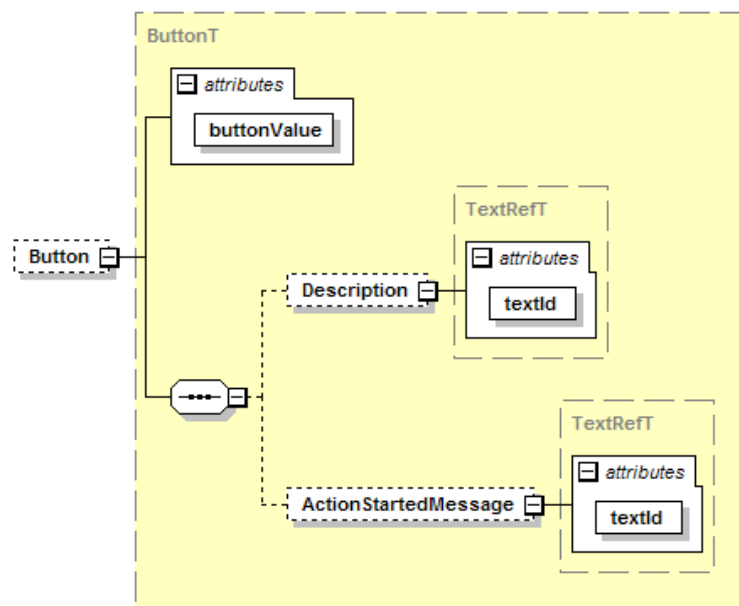 ButtonT
attributes
buttonValue
TextRefT
Button
attributes
Description
textId
TextRefT
attributes
ActionStartedMessage
textId